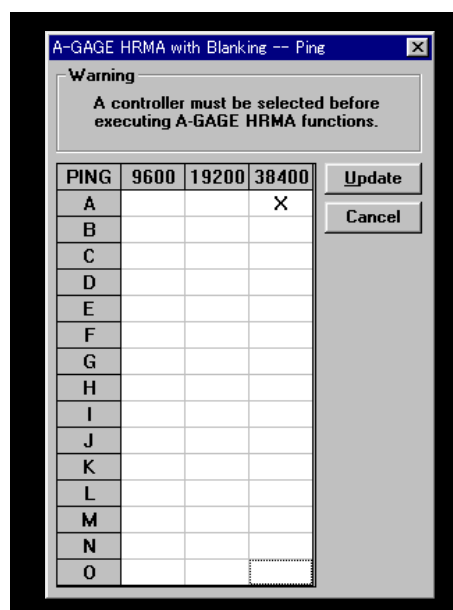 A-GAGE HRMA with Blanking -- Ping
Warning
A controller must be selected before
executing A-GAGE HRMA functions.
PING 9600 19200 38400
Update
A X
Cancel
B
C
D
E
F
G
H
I
J
K
L
M
N
O